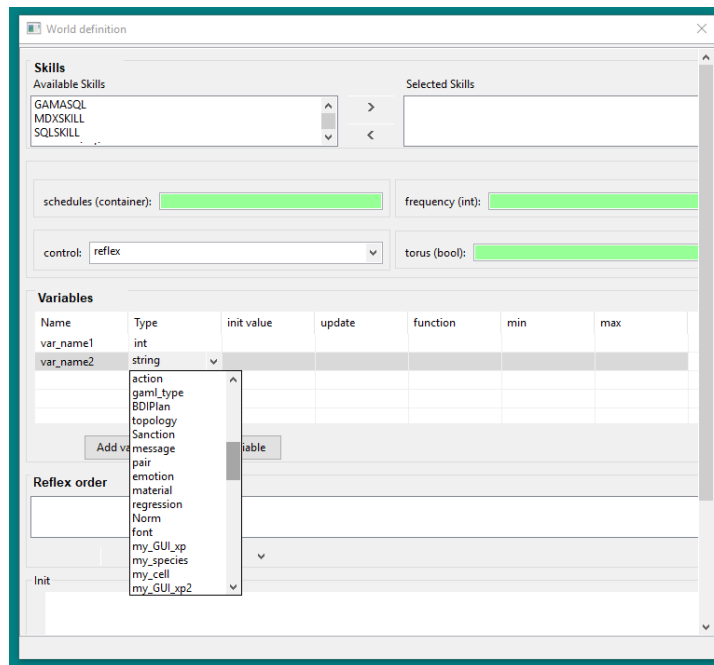 World definition
Skills
Available Skills
Selected Skills
GAMASQL
MDXSKILL
SQLSKILL
>
<
schedules (container):
frequency (int):
control: reflex
torus (bool):
Variables
Name Type init value update function min max
var_name1 int
var_name2 string
action
gaml_type
BDIPlan
topology
Sanction
Add va
message
iable
pair
emotion
Reflex order
material
regression
Norm
font
my_GUI_xp
my_species
my_cell
Init
my_GUI_xp2